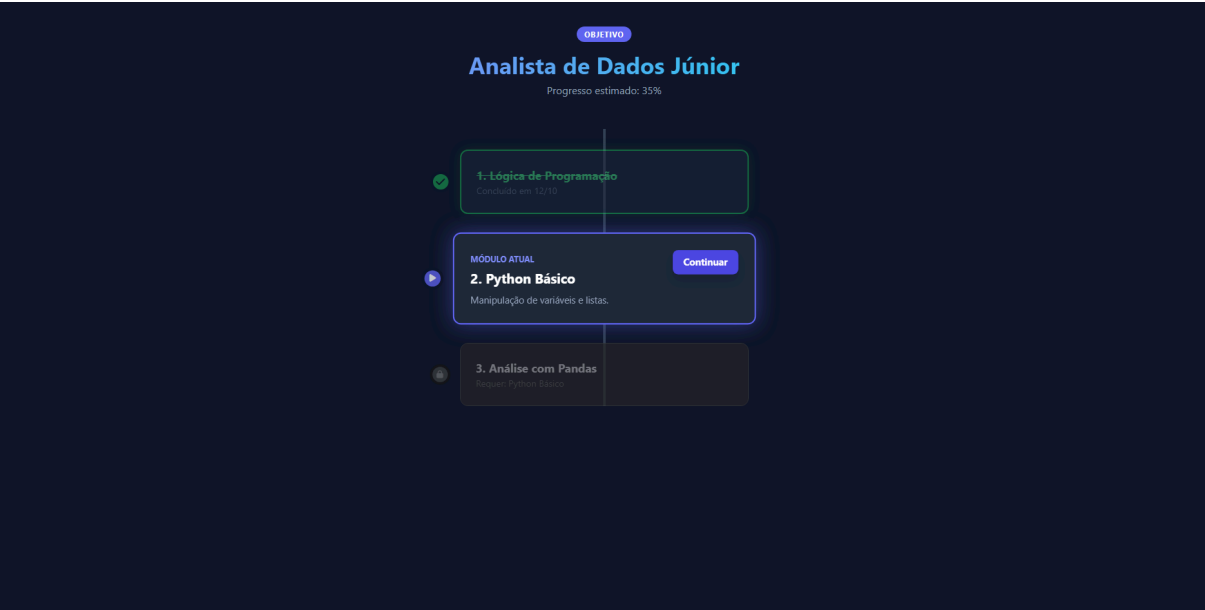 OBJETIVO
Analista de Dados Júnior
Progresso estimado: 35%
1. Lógica de Programação
Concluído em 12/10
MÓDULO ATUAL
Continuar
2. Python Básico
Manipulação de variáveis e listas.
3. Análise com Pandas
Requer: Python Básico